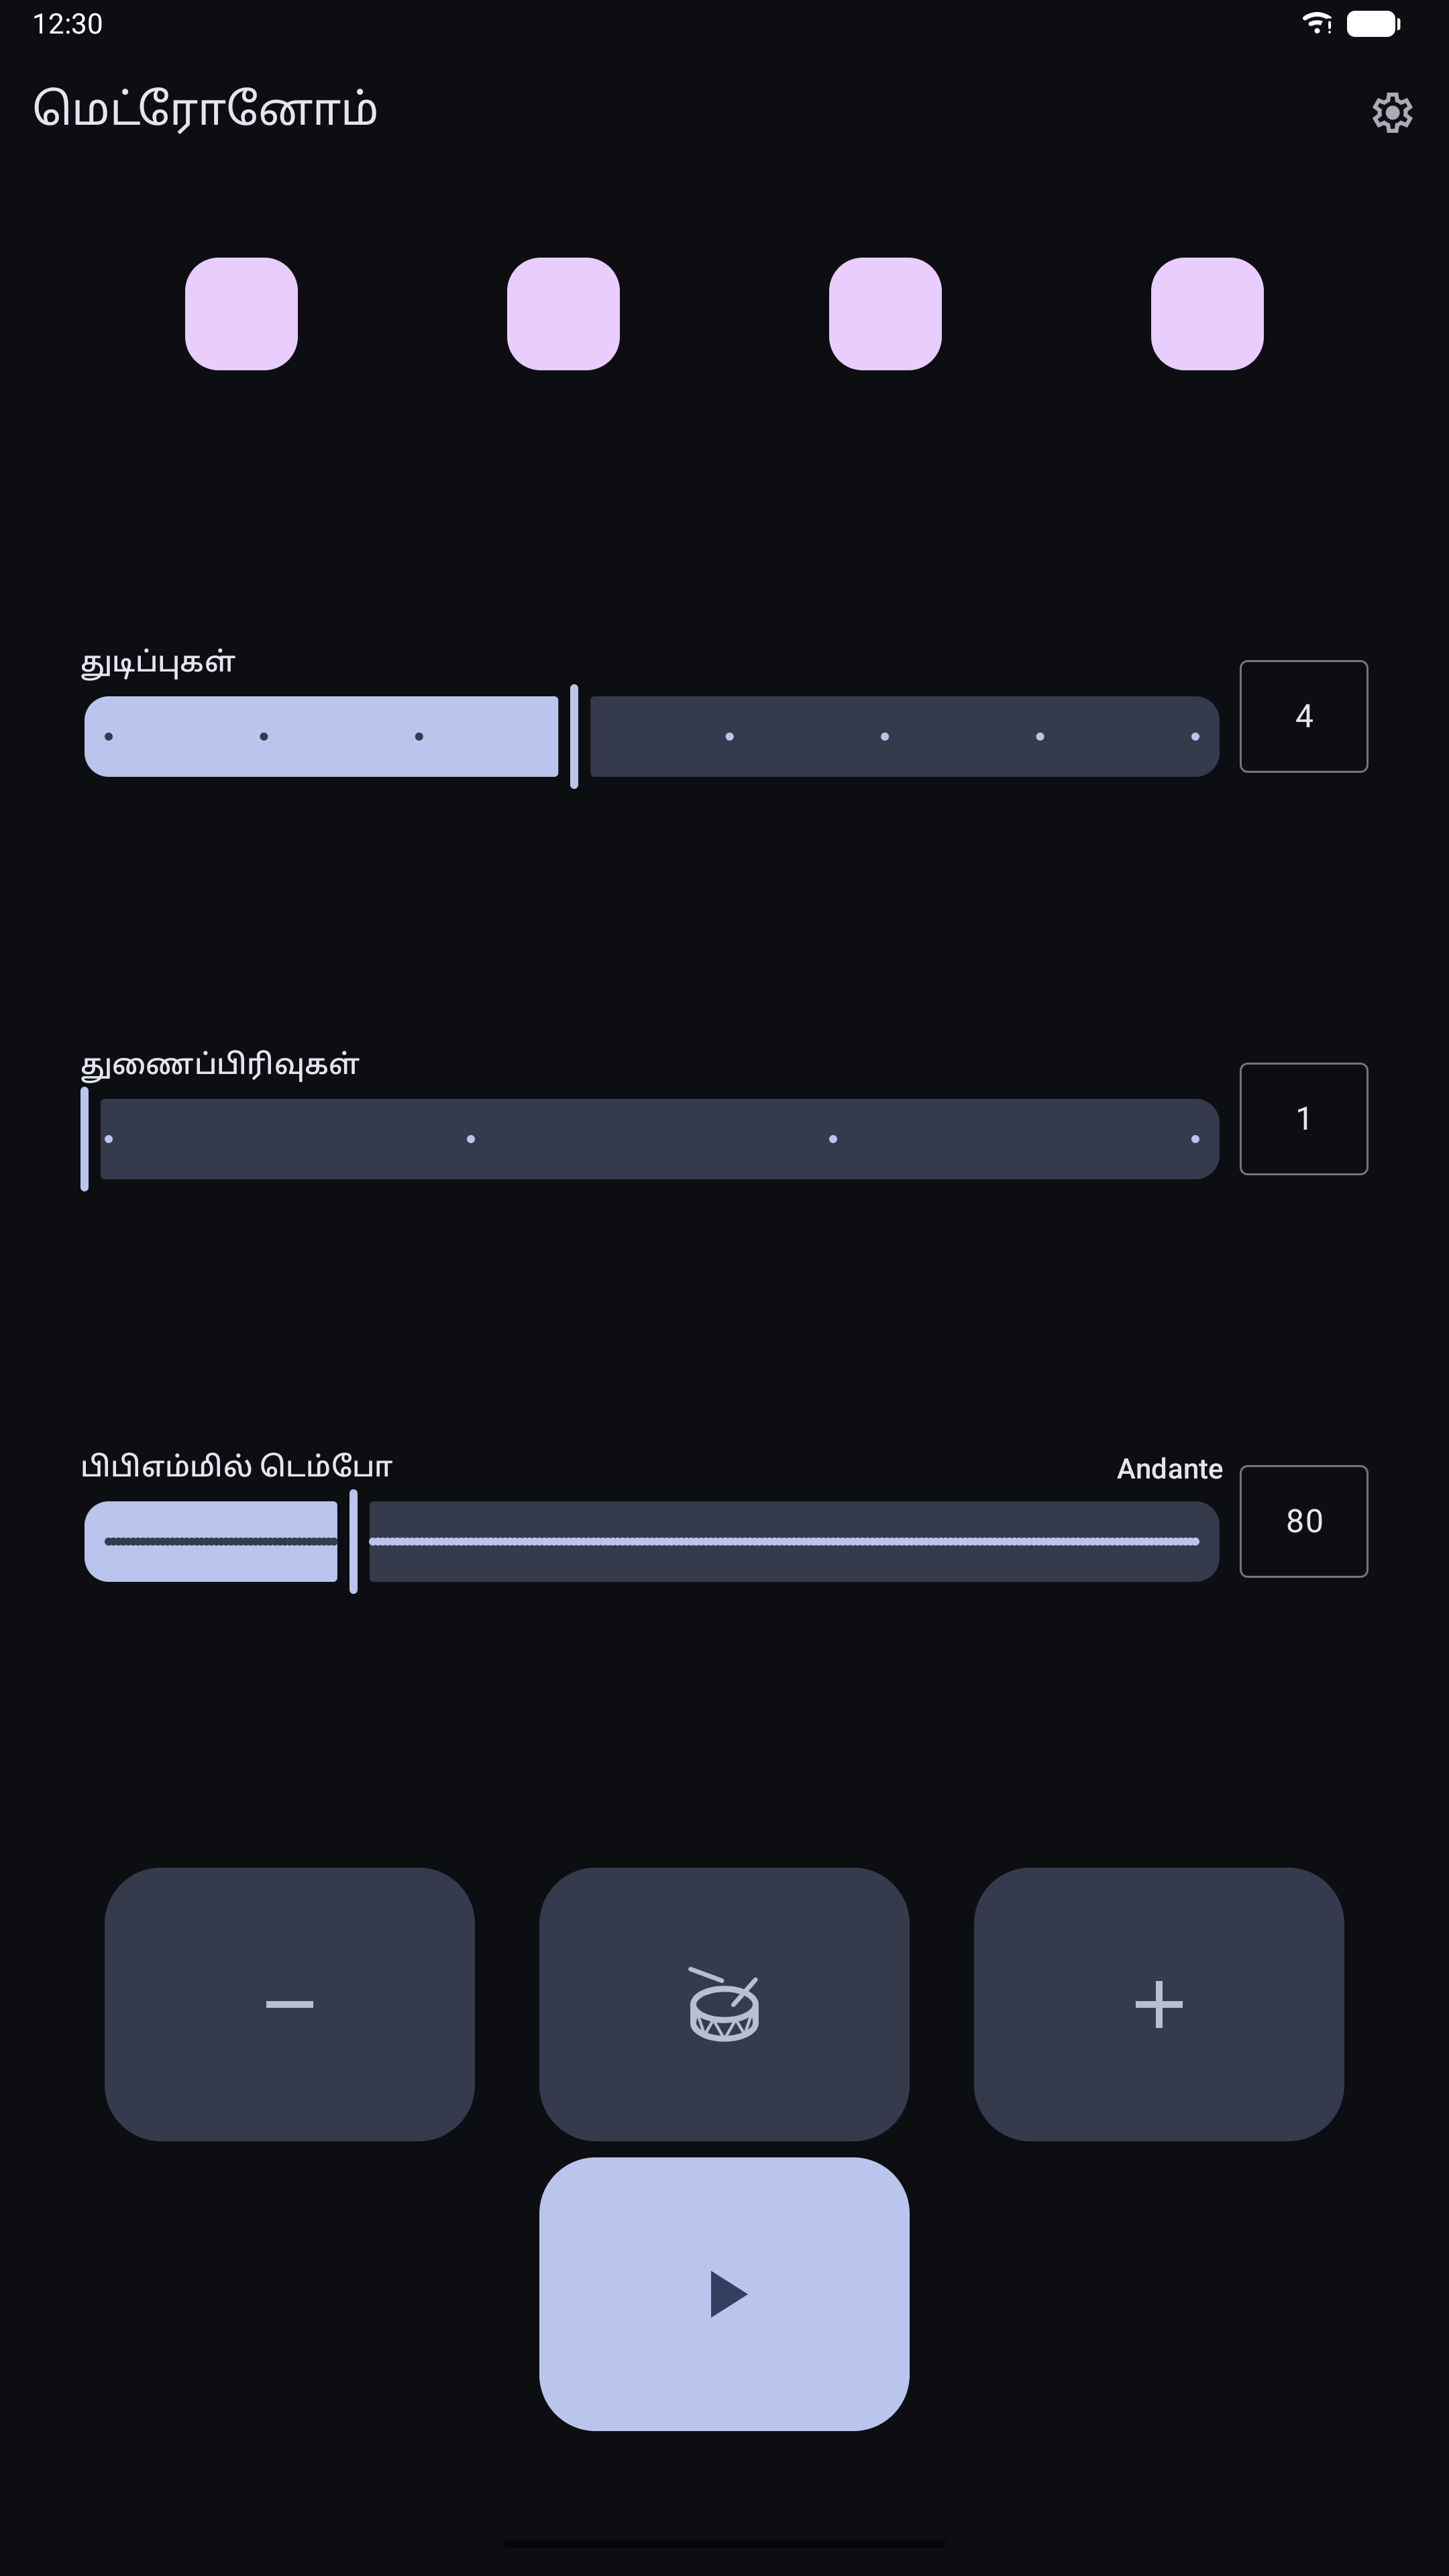 12:30
மெட்ரோனோம்
துடிப்புகள்
4
துணைப்பிரிவுகள்
1
பிபிஎம்மில் டெம்போ
Andante
80